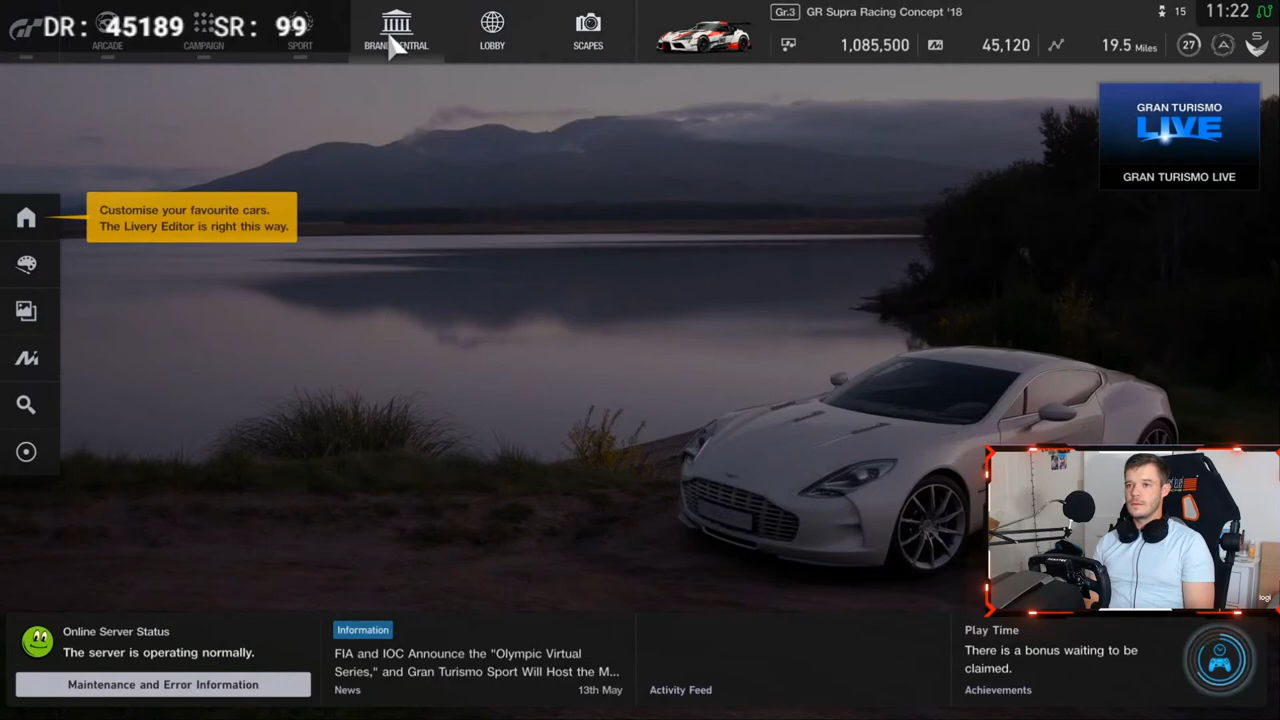 DR: 45189 SR: 99
ARCADE
CAMPAIGN
SPORT
BRAND CENTRAL
LOBBY
SCAPES
Gr.3 GR Supra Racing Concept '18
15
11:22
1,085,500
45,120
19.5 Miles
27
A
S
GRAN TURISMO
LIVE
GRAN TURISMO LIVE
Customise your favourite cars.
The Livery Editor is right this way.
logi
Online Server Status
The server is operating normally.
Maintenance and Error Information
Information
FIA and IOC Announce the "Olympic Virtual
Series," and Gran Turismo Sport Will Host the M...
News
13th May
Activity Feed
Play Time
There is a bonus waiting to be
claimed.
Achievements